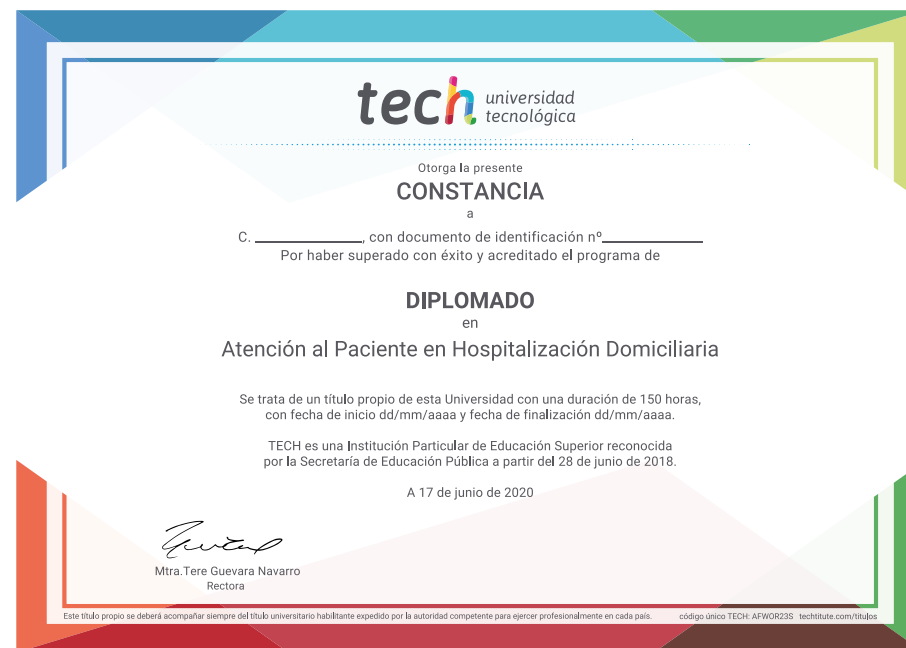 tech universidad
tecnológica
Otorga la presente
CONSTANCIA
a
C. ____________, con documento de identificación nº____________
Por haber superado con éxito y acreditado el programa de
DIPLOMADO
en
Atención al Paciente en Hospitalización Domiciliaria
Se trata de un título propio de esta Universidad con una duración de 150 horas,
con fecha de inicio dd/mm/aaaa y fecha de finalización dd/mm/aaaa.
TECH es una Institución Particular de Educación Superior reconocida
por la Secretaría de Educación Pública a partir del 28 de junio de 2018.
A 17 de junio de 2020
Mtra.Tere Guevara Navarro
Rectora
Este título propio se deberá acompañar siempre del título universitario habilitante expedido por la autoridad competente para ejercer profesionalmente en cada país. código único TECH: AFWOR23S techtitute.com/titulos